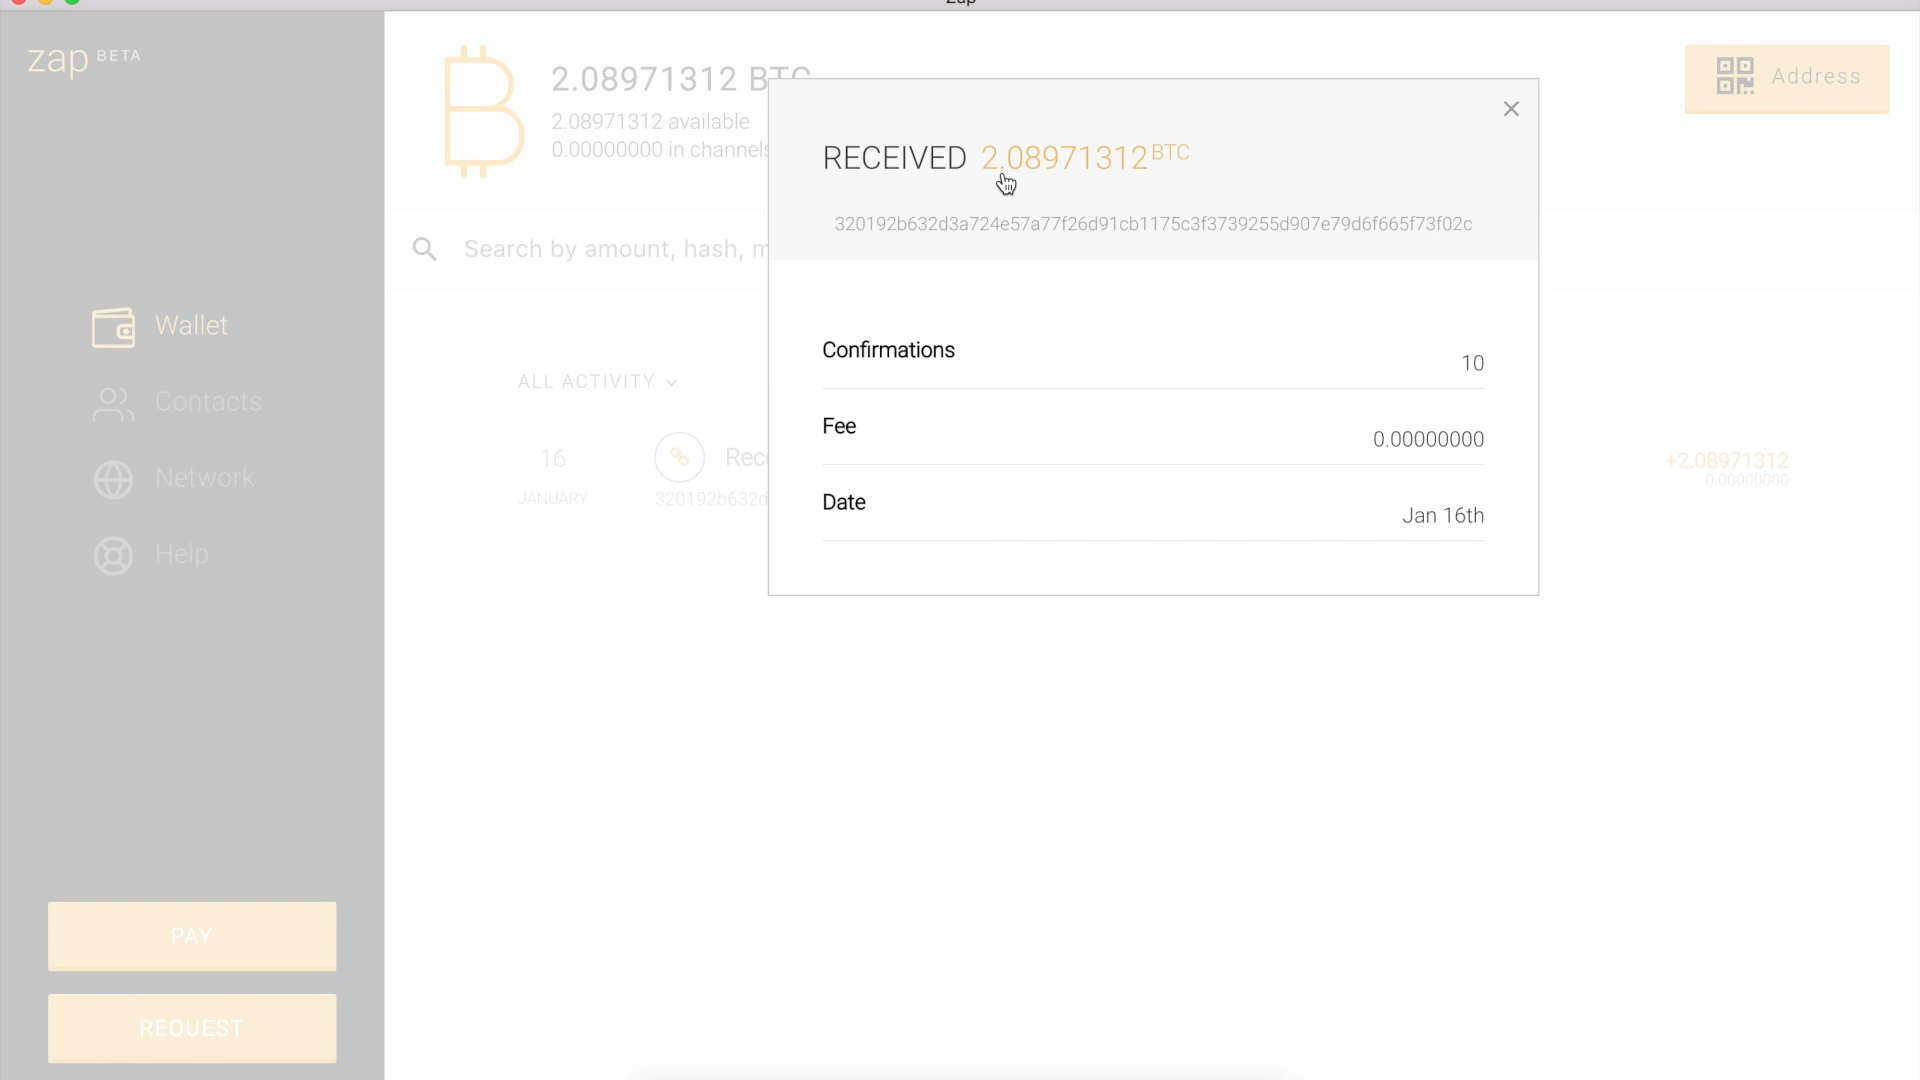 zap
zap BETA
2.08971312 BTC
2.08971312 available
0.00000000 in channels
Address
RECEIVED 2.08971312 BTC
320192b632d3a724e57a77f26d91cb1175c3f3739255d907e79d6f665f73f02c
Search by amount, hash, m
Wallet
Contacts
Network
Help
Confirmations
10
Fee
0.00000000
Date
Jan 16th
ALL ACTIVITY
16
JANUARY
Rece
320192b632d
+2.08971312
0.00000000
PAY
REQUEST